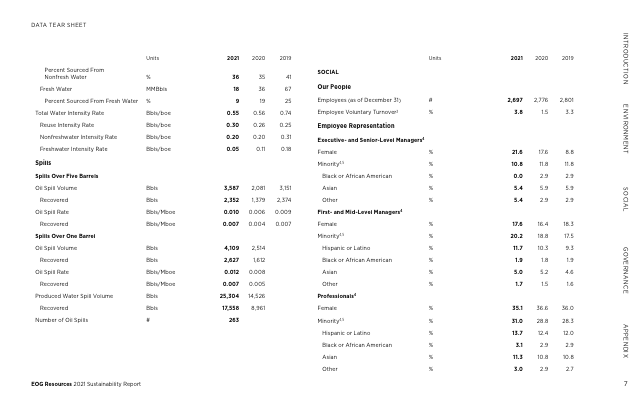 DATA TEAR SHEET
Units 2021 2020 2019
Percent Sourced From
Nonfresh Water % 36 35 41
Fresh Water MMBbls 18 36 67
Percent Sourced From Fresh Water % 9 19 25
Total Water Intensity Rate Bbls/boe 0.55 0.56 0.74
Reuse Intensity Rate Bbls/boe 0.30 0.26 0.25
Nonfreshwater Intensity Rate Bbls/boe 0.20 0.20 0.31
Freshwater Intensity Rate Bbls/boe 0.05 0.11 0.18
Spills
Spills Over Five Barrels
Oil Spill Volume Bbls 3,587 2,081 3,151
Recovered Bbls 2,352 1,379 2,374
Oil Spill Rate Bbls/Mboe 0.010 0.006 0.009
Recovered Bbls/Mboe 0.007 0.004 0.007
Spills Over One Barrel
Oil Spill Volume Bbls 4,109 2,514
Recovered Bbls 2,627 1,612
Oil Spill Rate Bbls/Mboe 0.012 0.008
Recovered Bbls/Mboe 0.007 0.005
Produced Water Spill Volume Bbls 25,304 14,526
Recovered Bbls 17,558 8,961
Number of Oil Spills # 263
Units 2021 2020 2019
SOCIAL
Our People
Employees (as of December 31) # 2,697 2,776 2,801
Employee Voluntary Turnover % 3.8 1.5 3.3
Employee Representation
Executive- and Senior-Level Managers⁴
Female % 21.6 17.6 8.8
Minority⁴,⁵ % 10.8 11.8 11.8
Black or African American % 0.0 2.9 2.9
Asian % 5.4 5.9 5.9
Other % 5.4 2.9 2.9
First- and Mid-Level Managers⁴
Female % 17.6 16.4 18.3
Minority⁴,⁵ % 20.2 18.8 17.5
Hispanic or Latino % 11.7 10.3 9.3
Black or African American % 1.9 1.8 1.9
Asian % 5.0 5.2 4.6
Other % 1.7 1.5 1.6
Professionals⁴
Female % 35.1 36.6 36.0
Minority⁴,⁵ % 31.0 28.8 28.3
Hispanic or Latino % 13.7 12.4 12.0
Black or African American % 3.1 2.9 2.9
Asian % 11.3 10.8 10.8
Other % 3.0 2.9 2.7
INTRODUCTION
ENVIRONMENT
SOCIAL
GOVERNANCE
APPENDIX
EOG Resources 2021 Sustainability Report
7